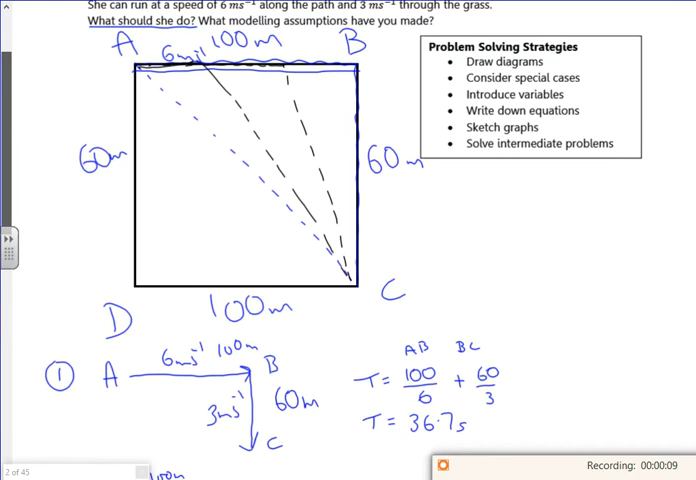 She can run at a speed of 6 ms⁻¹ along the path and 3 ms⁻¹ through the grass.
What should she do? What modelling assumptions have you made?
A 6ms⁻¹ 100m B
Problem Solving Strategies
• Draw diagrams
• Consider special cases
• Introduce variables
• Write down equations
• Sketch graphs
• Solve intermediate problems
60m
60m
D 100m C
① A 6ms⁻¹ 100m B
3ms⁻¹ 60m
C
AB BC
T = 100/6 + 60/3
T = 36.7s
2 of 45
100m
Recording: 00:00:09